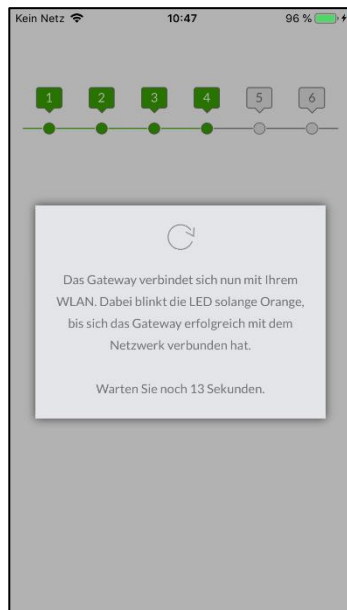 Kein Netz 10:47 96 %
1 2 3 4 5 6
Das Gateway verbindet sich nun mit Ihrem
WLAN. Dabei blinkt die LED solange Orange,
bis sich das Gateway erfolgreich mit dem
Netzwerk verbunden hat.
Warten Sie noch 13 Sekunden.